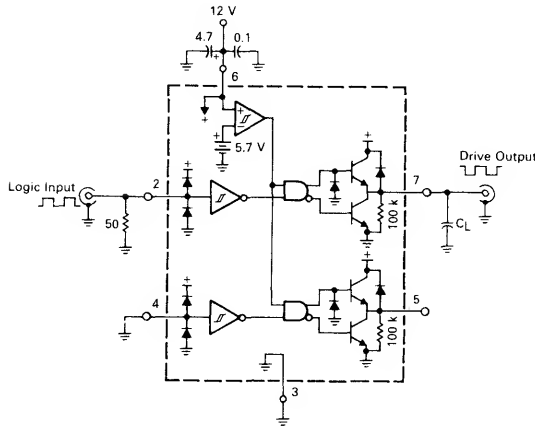 12 V
4.7
0.1
+
6
+
+
−
5.7 V
Logic Input
50
2
+
+
7
100 k
Drive Output
CL
4
+
+
100 k
5
3